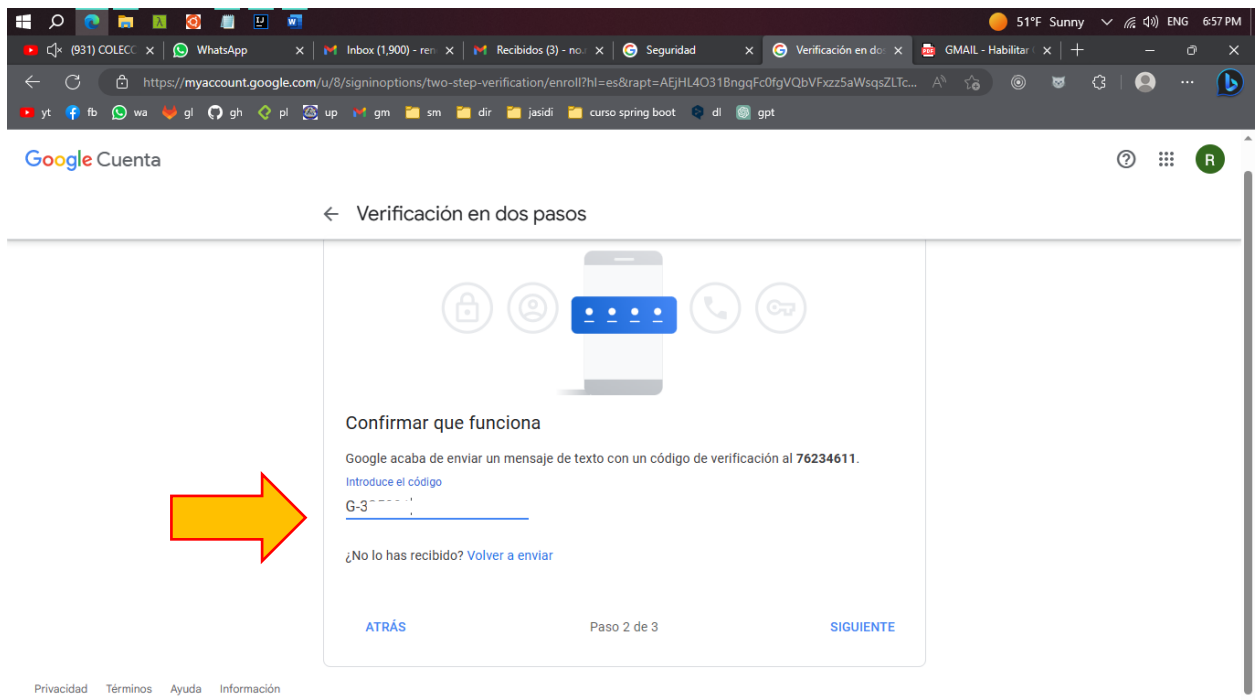 51°F Sunny ENG 6:57 PM
(931) COLECC WhatsApp Inbox (1,900) - ren Recibidos (3) - no. Seguridad Verificación en do GMAIL - Habilitar
https://myaccount.google.com/u/8/signinoptions/two-step-verification/enroll?hl=es&rapt=AEjHL4O31BngqFc0fgVQbVFxzz5aWsqsZLTc...
yt fb wa gl gh pl up gm sm dir jasidi curso spring boot dl gpt
Google Cuenta
R
Verificación en dos pasos
Confirmar que funciona
Google acaba de enviar un mensaje de texto con un código de verificación al 76234611.
Introduce el código
G-3
¿No lo has recibido? Volver a enviar
ATRÁS Paso 2 de 3 SIGUIENTE
Privacidad Términos Ayuda Información